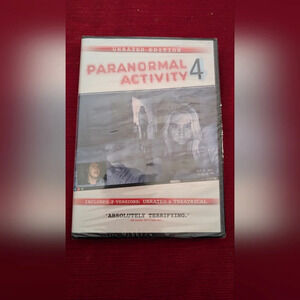 UNRATED EDITION
PARANORMAL
ACTIVITY 4
INCLUDES 2 VERSIONS: UNRATED & THEATRICAL
"ABSOLUTELY TERRIFYING."